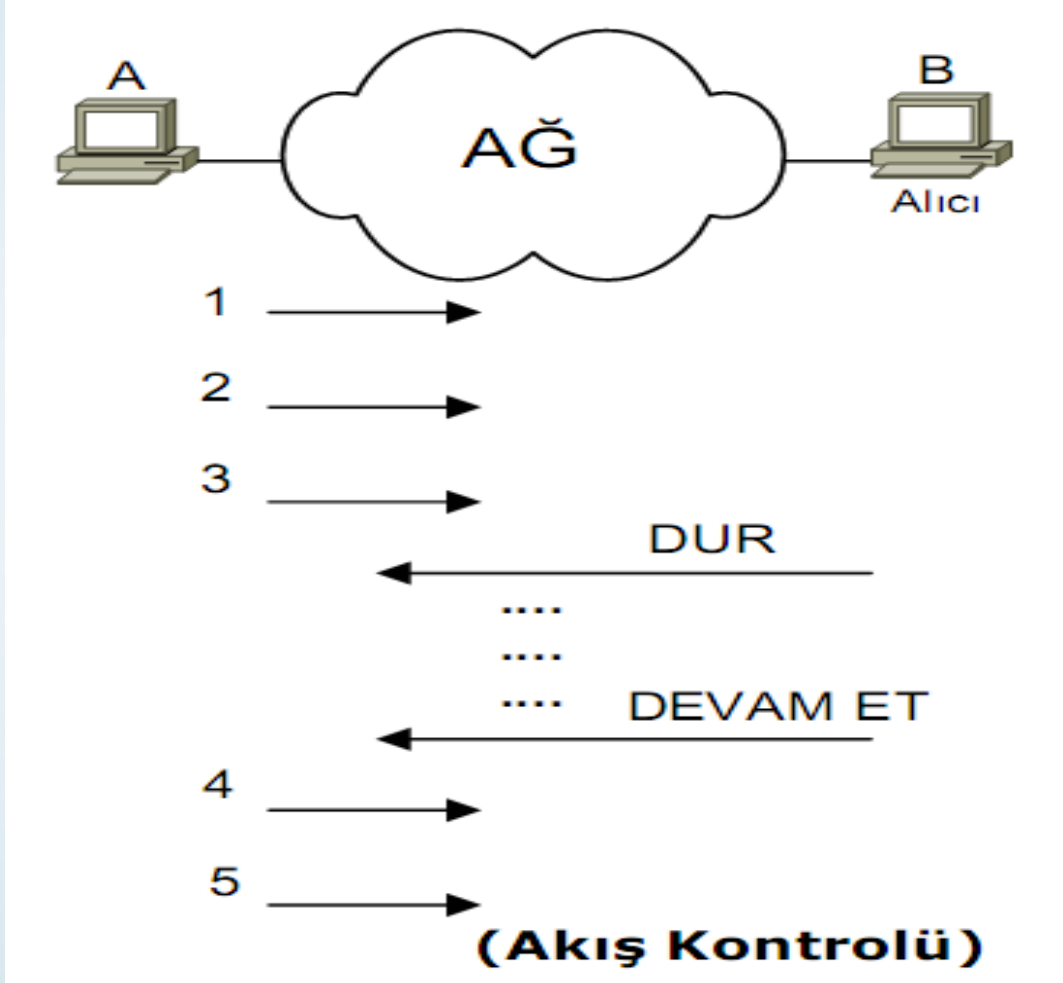 A
B
AĞ
Alıcı
1
2
3
DUR
....
....
.... DEVAM ET
4
5
(Akış Kontrolü)